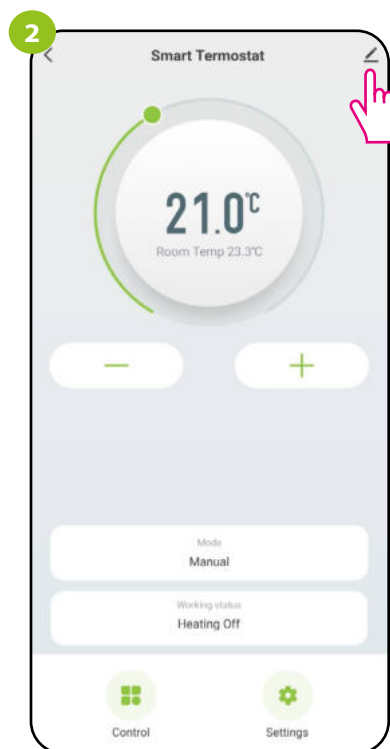 2
Smart Termostat
21.0°C
Room Temp 23.3°C
Mode
Manual
Working status
Heating Off
Control
Settings